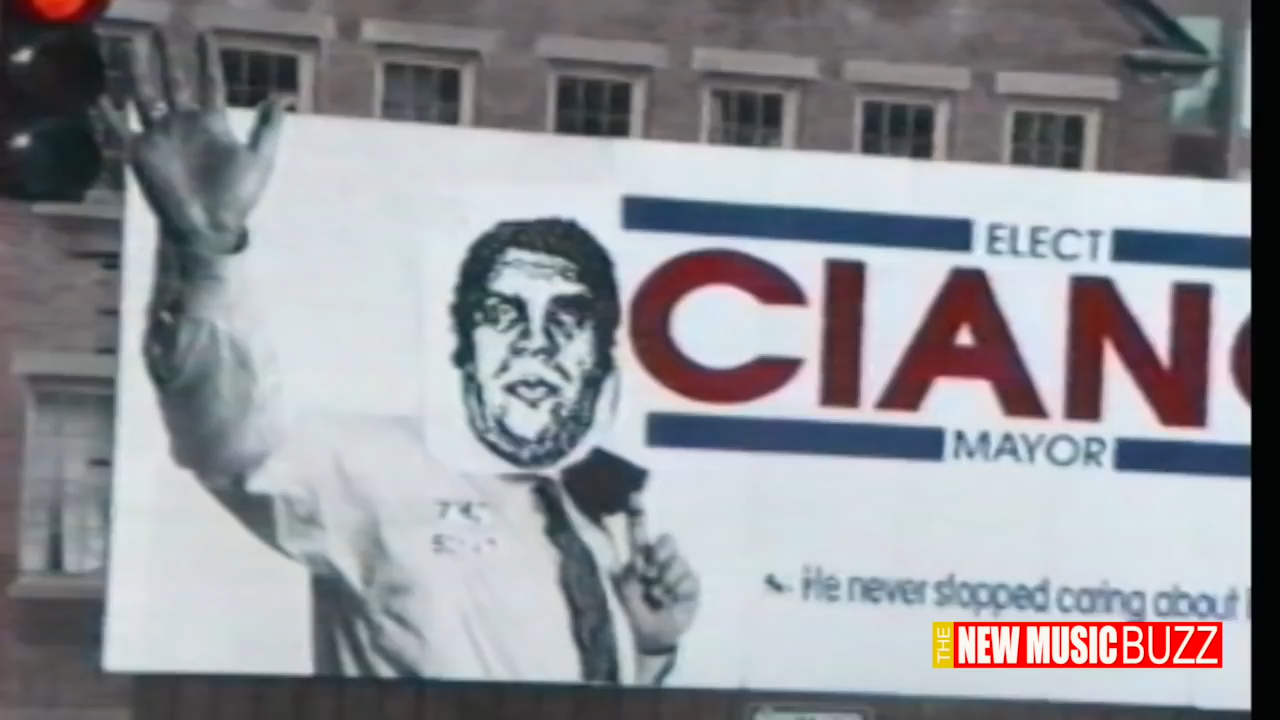 ELECT
CIAN
MAYOR
He never stopped caring about
THE NEW MUSIC BUZZ